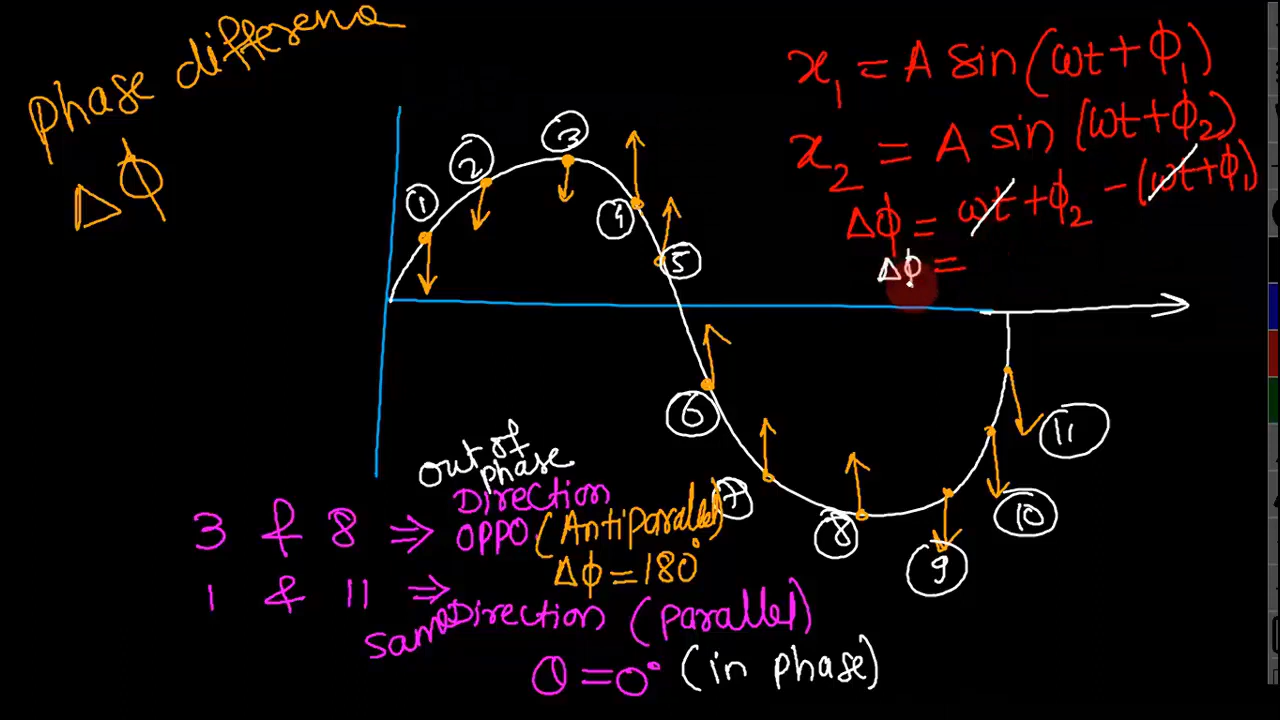 Phase difference
Δϕ
x₁ = A sin(ωt + ϕ₁)
x₂ = A sin(ωt + ϕ₂)
Δϕ = ωt + ϕ₂ - (ωt + ϕ₁)
Δϕ =
①
②
③
④
⑤
⑥
⑦
⑧
⑨
⑩
⑪
out of
phase
3 & 8 ⇒ Direction
OPPO (Antiparallel)
Δϕ = 180°
1 & 11 ⇒
Same Direction (parallel)
θ = 0° (in phase)